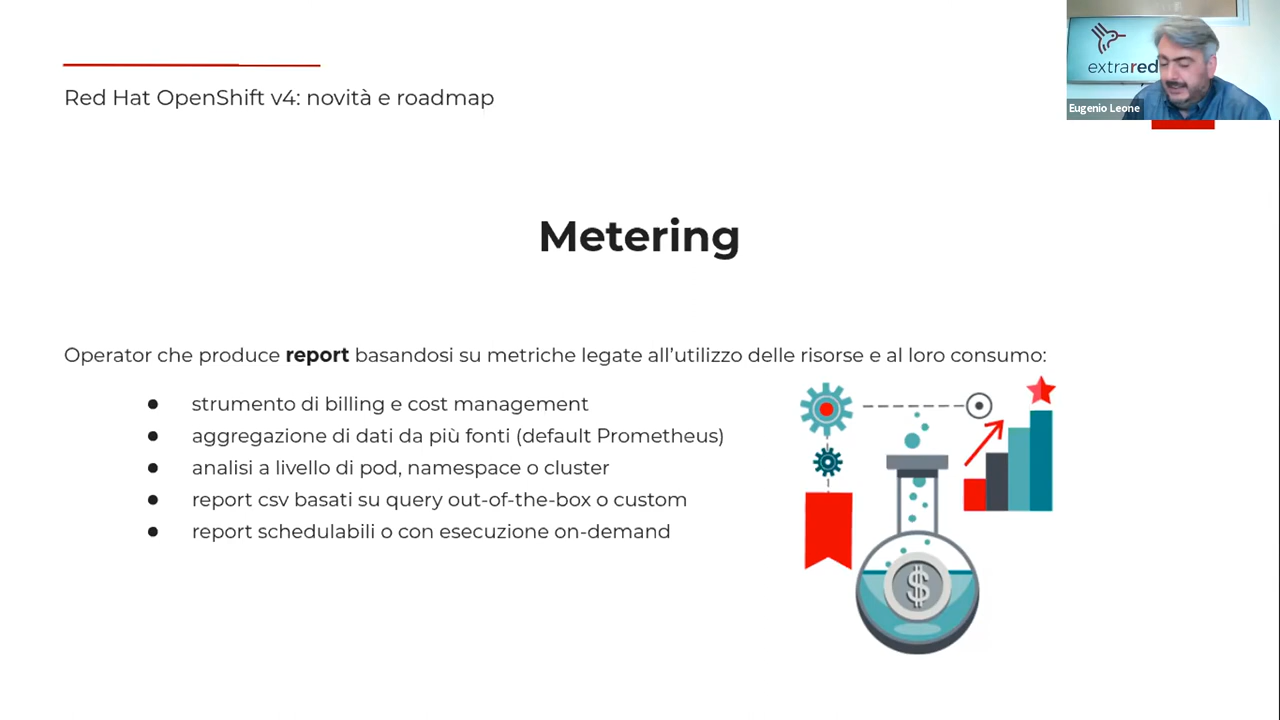 extrared
Eugenio Leone
Red Hat OpenShift v4: novità e roadmap
Metering
Operator che produce report basandosi su metriche legate all’utilizzo delle risorse e al loro consumo:
● strumento di billing e cost management
● aggregazione di dati da più fonti (default Prometheus)
● analisi a livello di pod, namespace o cluster
● report csv basati su query out-of-the-box o custom
● report schedulabili o con esecuzione on-demand
$